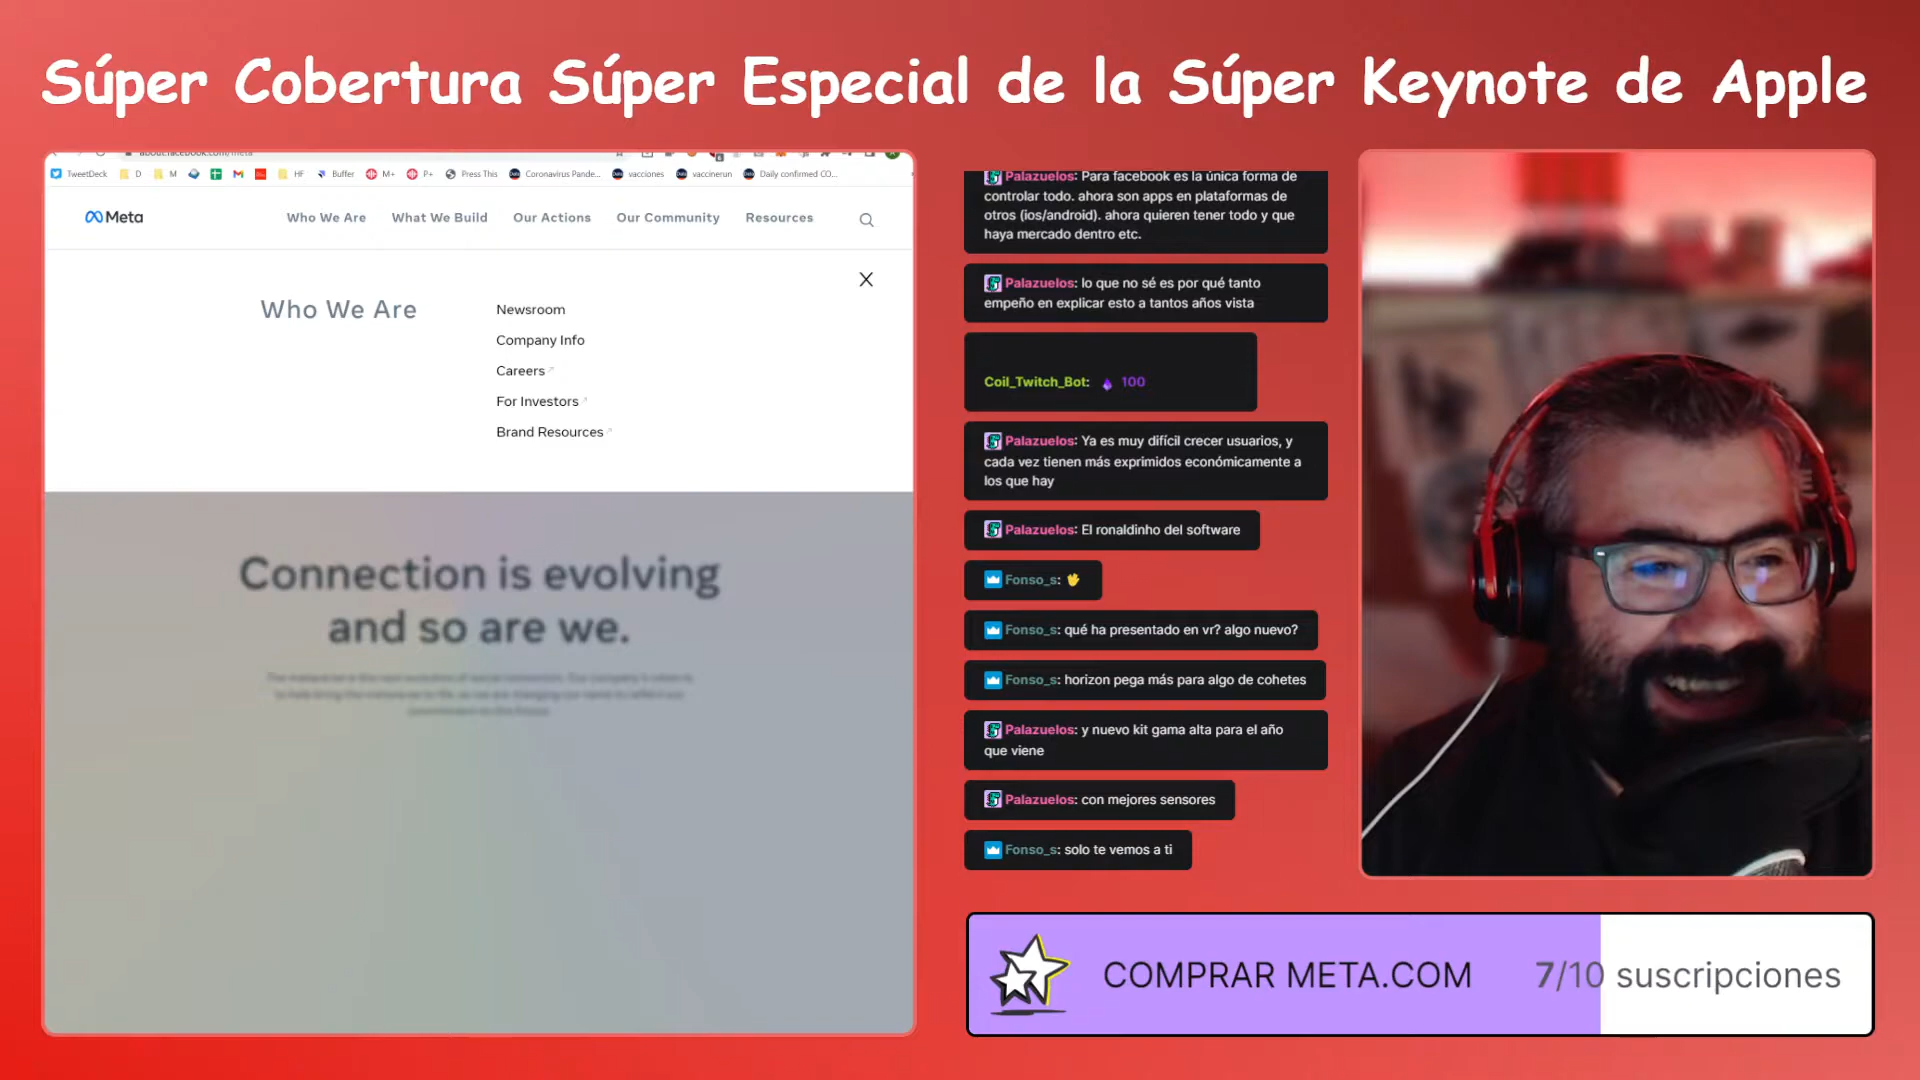 Súper Cobertura Súper Especial de la Súper Keynote de Apple
about.facebook.com/meta
TweetDeck D M HF Buffer M+ P+ Press This Coronavirus Pande... vacciones vaccinerun Daily confirmed CO...
Meta Who We Are What We Build Our Actions Our Community Resources
Who We Are
Newsroom
Company Info
Careers
For Investors
Brand Resources
Connection is evolving
and so are we.
Palazuelos: Para facebook es la única forma de
controlar todo. ahora son apps en plataformas de
otros (ios/android). ahora quieren tener todo y que
haya mercado dentro etc.
Palazuelos: lo que no sé es por qué tanto
empeño en explicar esto a tantos años vista
Coil_Twitch_Bot: 100
Palazuelos: Ya es muy difícil crecer usuarios, y
cada vez tienen más exprimidos económicamente a
los que hay
Palazuelos: El ronaldinho del software
Fonso_s: 🖖
Fonso_s: qué ha presentado en vr? algo nuevo?
Fonso_s: horizon pega más para algo de cohetes
Palazuelos: y nuevo kit gama alta para el año
que viene
Palazuelos: con mejores sensores
Fonso_s: solo te vemos a ti
COMPRAR META.COM 7/10 suscripciones